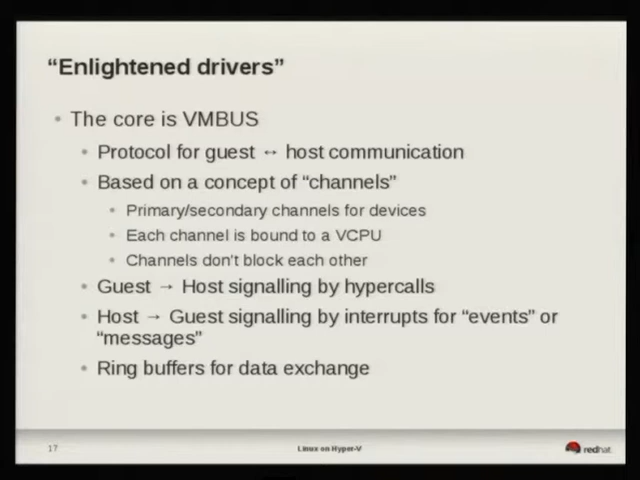 “Enlightened drivers”
• The core is VMBUS
• Protocol for guest ↔ host communication
• Based on a concept of “channels”
• Primary/secondary channels for devices
• Each channel is bound to a VCPU
• Channels don't block each other
• Guest → Host signalling by hypercalls
• Host → Guest signalling by interrupts for “events” or
“messages”
• Ring buffers for data exchange
17
Linux on Hyper-V
redhat